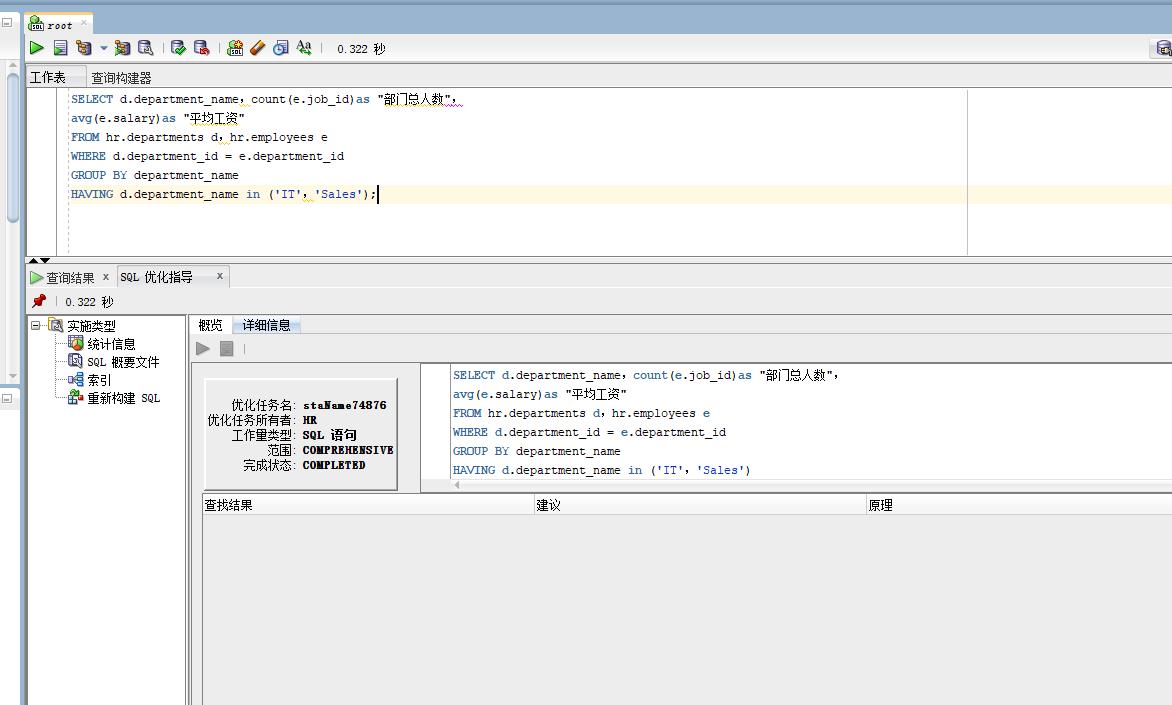 root
0.322 秒
工作表 查询构建器
SELECT d.department_name，count(e.job_id)as "部门总人数"，
avg(e.salary)as "平均工资"
FROM hr.departments d，hr.employees e
WHERE d.department_id = e.department_id
GROUP BY department_name
HAVING d.department_name in ('IT'，'Sales');
查询结果 x SQL 优化指导 x
0.322 秒
实施类型
统计信息
SQL 概要文件
索引
重新构建 SQL
概览 详细信息
优化任务名: staName74876
优化任务所有者: HR
工作量类型: SQL 语句
范围: COMPREHENSIVE
完成状态: COMPLETED
SELECT d.department_name，count(e.job_id)as "部门总人数"，
avg(e.salary)as "平均工资"
FROM hr.departments d，hr.employees e
WHERE d.department_id = e.department_id
GROUP BY department_name
HAVING d.department_name in ('IT'，'Sales')
查找结果 建议 原理